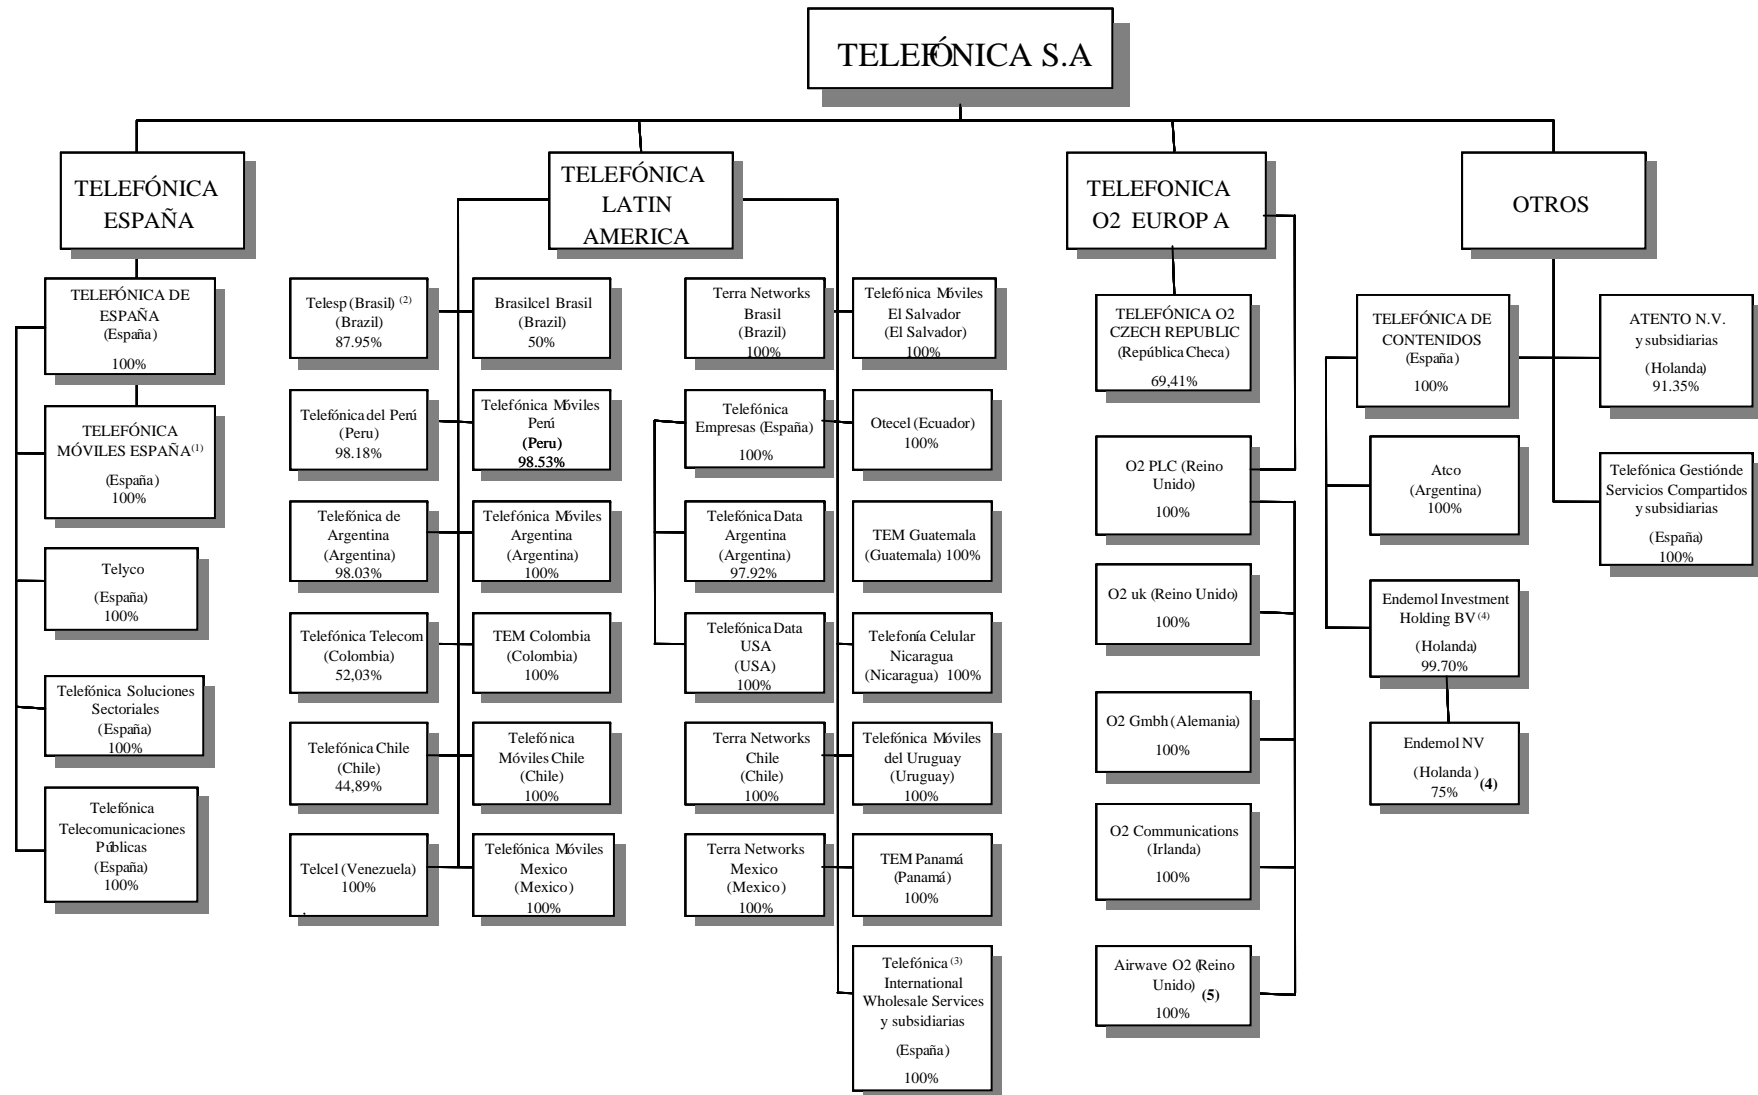 TELEFÓNICA S.A
TELEFÓNICA
ESPAÑA
TELEFÓNICA
LATIN
AMERICA
TELEFONICA
O2 EUROP A
OTROS
TELEFÓNICA DE
ESPAÑA
(España)
100%
TELEFÓNICA
MÓVILES ESPAÑA(1)
(España)
100%
Telyco
(España)
100%
Telefónica Soluciones
Sectoriales
(España)
100%
Telefónica
Telecomunicaciones
Públicas
(España)
100%
Telesp (Brasil) (2)
(Brazil)
87.95%
Brasilcel Brasil
(Brazil)
50%
Telefónica del Perú
(Peru)
98.18%
Telefónica Móviles
Perú
(Peru)
98.53%
Telefónica de
Argentina
(Argentina)
98.03%
Telefónica Móviles
Argentina
(Argentina)
100%
Telefónica Telecom
(Colombia)
52,03%
TEM Colombia
(Colombia)
100%
Telefónica Chile
(Chile)
44,89%
Telefónica
Móviles Chile
(Chile)
100%
Telcel (Venezuela)
100%
.
Telefónica Móviles
Mexico
(Mexico)
100%
Terra Networks
Brasil
(Brazil)
100%
Telefónica Móviles
El Salvador
(El Salvador)
100%
Telefónica
Empresas (España)
100%
Otecel (Ecuador)
100%
Telefónica Data
Argentina
(Argentina)
97.92%
TEM Guatemala
(Guatemala) 100%
Telefónica Data
USA
(USA)
100%
Telefonía Celular
Nicaragua
(Nicaragua) 100%
Terra Networks
Chile
(Chile)
100%
Telefónica Móviles
del Uruguay
(Uruguay)
100%
Terra Networks
Mexico
(Mexico)
100%
TEM Panamá
(Panamá)
100%
Telefónica (3)
International
Wholesale Services
y subsidiarias
(España)
100%
TELEFÓNICA O2
CZECH REPUBLIC
(República Checa)
69,41%
O2 PLC (Reino
Unido)
100%
O2 uk (Reino Unido)
100%
O2 Gmbh (Alemania)
100%
O2 Communications
(Irlanda)
100%
Airwave O2 (Reino
Unido) (5)
100%
TELEFÓNICA DE
CONTENIDOS
(España)
100%
Atco
(Argentina)
100%
Endemol Investment
Holding BV (4)
(Holanda)
99.70%
Endemol NV
(Holanda) (4)
75%
ATENTO N.V.
y subsidiarias
(Holanda)
91.35%
Telefónica Gestiónde
Servicios Compartidos
y subsidiarias
(España)
100%